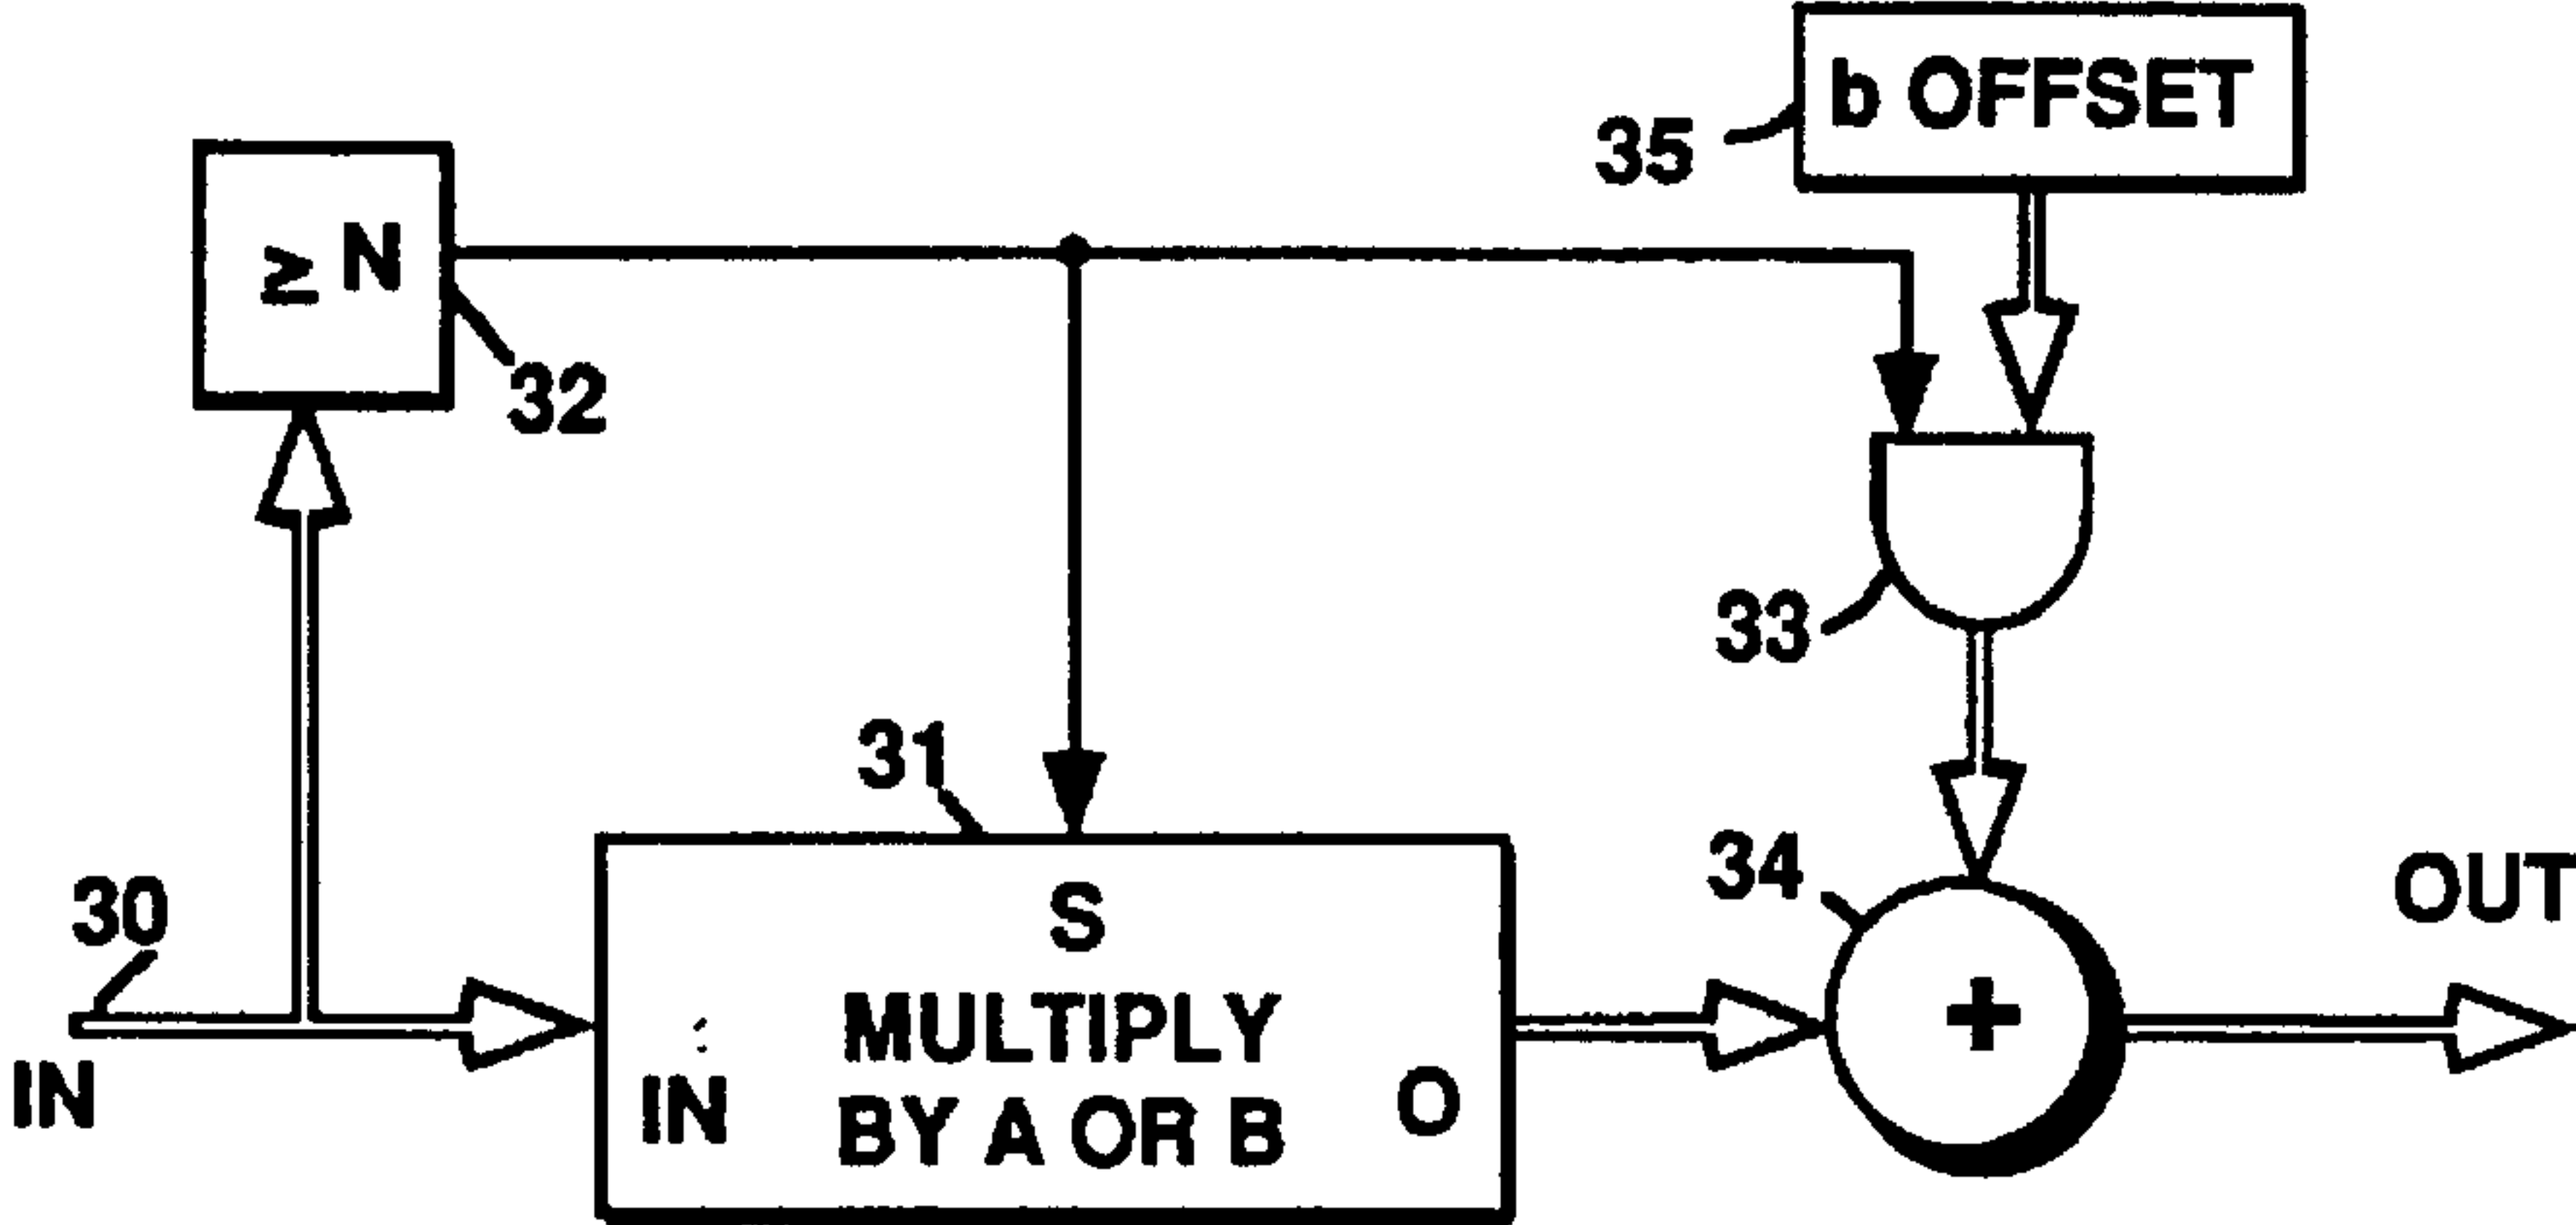 b OFFSET
35
≥ N
32
33
31
34
30
OUT
S
IN
IN
MULTIPLY
BY A OR B
O
+